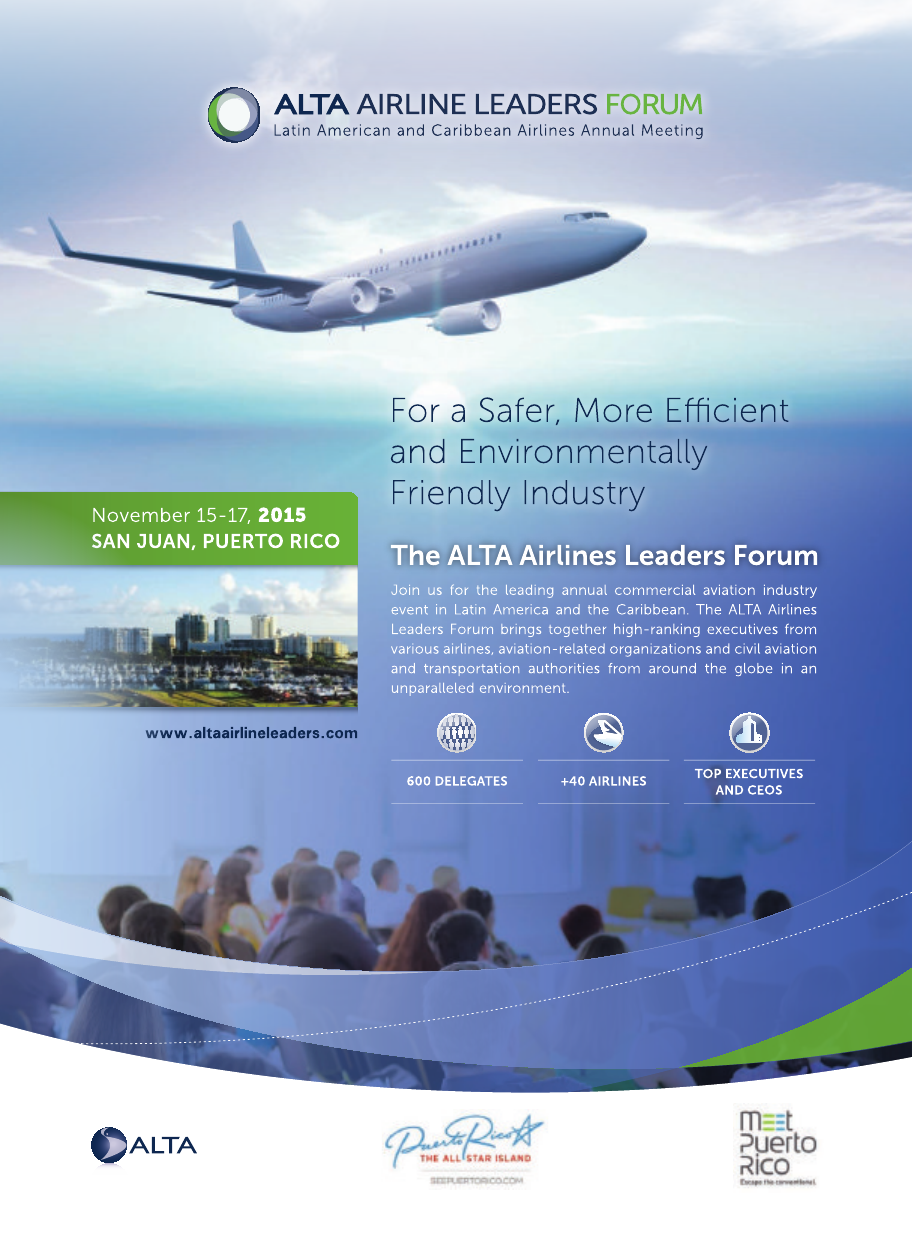 ALTA AIRLINE LEADERS FORUM
Latin American and Caribbean Airlines Annual Meeting
For a Safer, More Efficient
and Environmentally
Friendly Industry
November 15-17, 2015
SAN JUAN, PUERTO RICO
www.altaairlineleaders.com
The ALTA Airlines Leaders Forum
Join us for the leading annual commercial aviation industry
event in Latin America and the Caribbean. The ALTA Airlines
Leaders Forum brings together high-ranking executives from
various airlines, aviation-related organizations and civil aviation
and transportation authorities from around the globe in an
unparalleled environment.
600 DELEGATES
+40 AIRLINES
TOP EXECUTIVES
AND CEOS
ALTA
Puerto Rico
THE ALL STAR ISLAND
SEEPUERTORICO.COM
meet
Puerto
Rico
Escape the conventional.